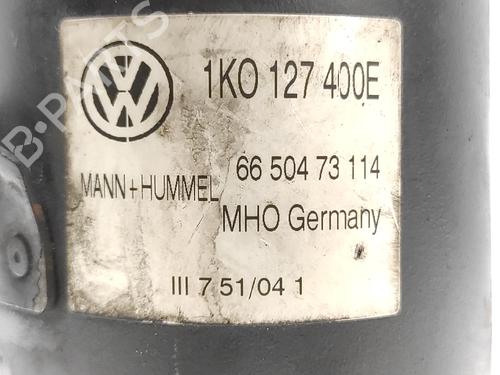 1K0 127 400E
66 504 73 114
MANN+HUMMEL
MHO Germany
III 7 51/04 1
B-PARTS